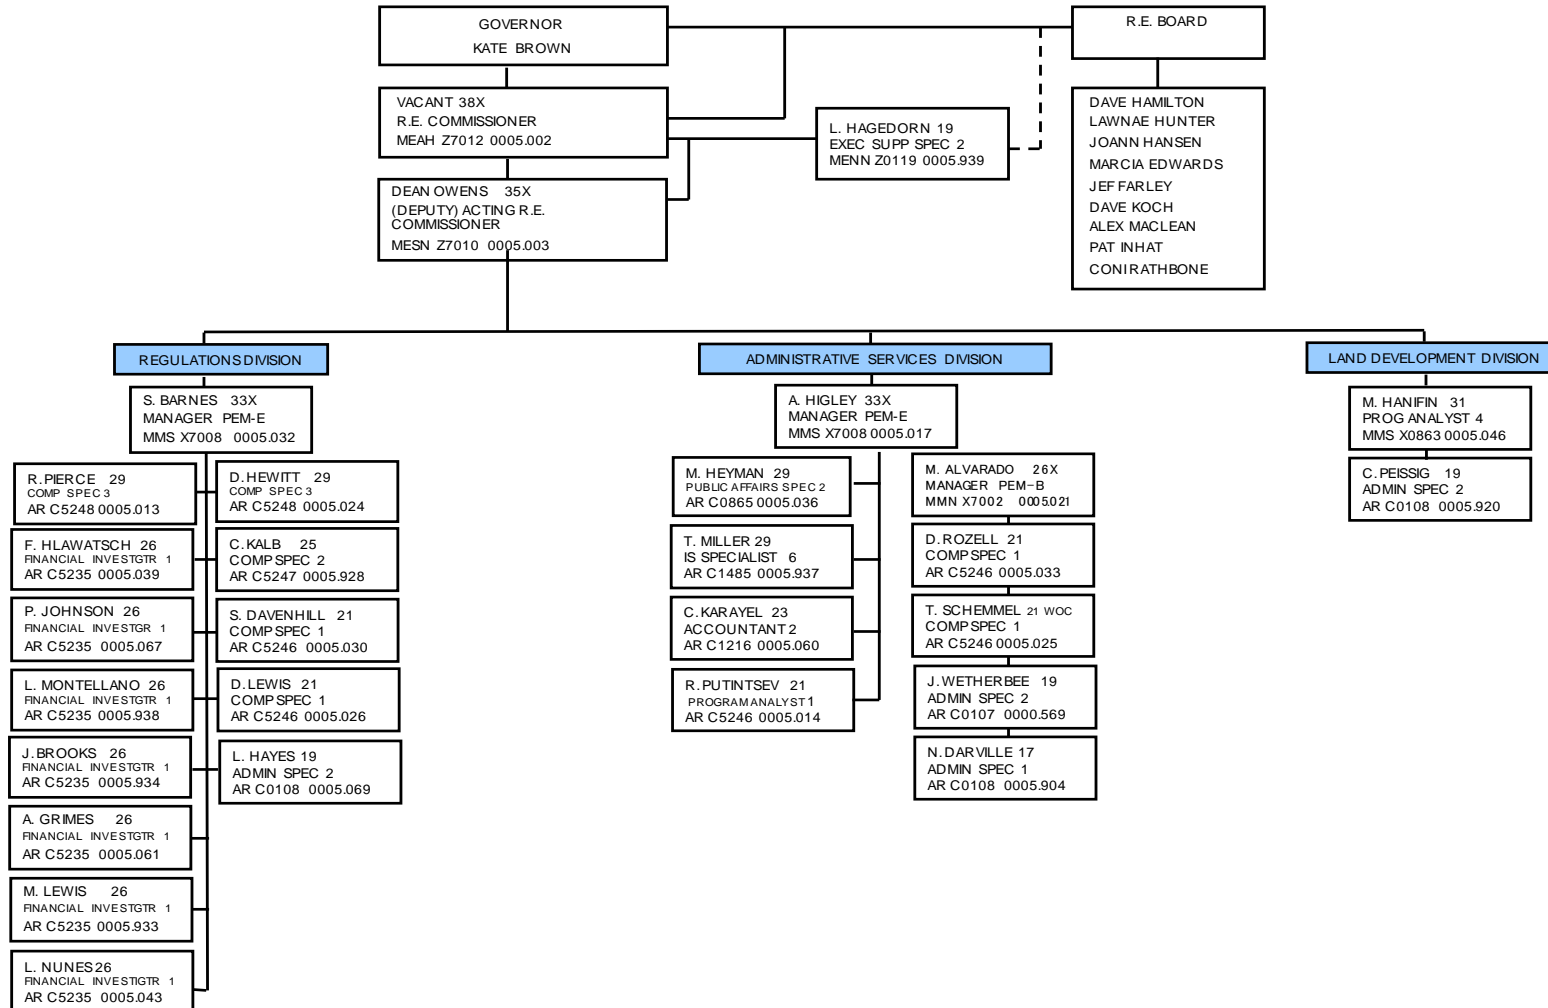 GOVERNOR
KATE BROWN
R.E. BOARD
VACANT 38X
R.E. COMMISSIONER
MEAH Z7012 0005.002
L. HAGEDORN 19
EXEC SUPP SPEC 2
MENN Z0119 0005.939
DAVE HAMILTON
LAWNAE HUNTER
JOANN HANSEN
MARCIA EDWARDS
JEF FARLEY
DAVE KOCH
ALEX MACLEAN
PAT INHAT
CONI RATHBONE
DEAN OWENS 35X
(DEPUTY) ACTING R.E.
COMMISSIONER
MESN Z7010 0005.003
REGULATIONS DIVISION
S. BARNES 33X
MANAGER PEM-E
MMS X7008 0005.032
R. PIERCE 29
COMP SPEC 3
AR C5248 0005.013
D. HEWITT 29
COMP SPEC 3
AR C5248 0005.024
F. HLAWATSCH 26
FINANCIAL INVESTGTR 1
AR C5235 0005.039
C. KALB 25
COMP SPEC 2
AR C5247 0005.928
P. JOHNSON 26
FINANCIAL INVESTGR 1
AR C5235 0005.067
S. DAVENHILL 21
COMP SPEC 1
AR C5246 0005.030
L. MONTELLANO 26
FINANCIAL INVESTGTR 1
AR C5235 0005.938
D. LEWIS 21
COMP SPEC 1
AR C5246 0005.026
J. BROOKS 26
FINANCIAL INVESTGTR 1
AR C5235 0005.934
L. HAYES 19
ADMIN SPEC 2
AR C0108 0005.069
A. GRIMES 26
FINANCIAL INVESTGTR 1
AR C5235 0005.061
M. LEWIS 26
FINANCIAL INVESTGTR 1
AR C5235 0005.933
L. NUNES 26
FINANCIAL INVESTIGTR 1
AR C5235 0005.043
ADMINISTRATIVE SERVICES DIVISION
A. HIGLEY 33X
MANAGER PEM-E
MMS X7008 0005.017
M. HEYMAN 29
PUBLIC AFFAIRS SPEC 2
AR C0865 0005.036
T. MILLER 29
IS SPECIALIST 6
AR C1485 0005.937
C. KARAYEL 23
ACCOUNTANT 2
AR C1216 0005.060
R. PUTINTSEV 21
PROGRAM ANALYST 1
AR C5246 0005.014
M. ALVARADO 26X
MANAGER PEM-B
MMN X7002 0005.021
D. ROZELL 21
COMP SPEC 1
AR C5246 0005.033
T. SCHEMMEL 21 WOC
COMP SPEC 1
AR C5246 0005.025
J. WETHERBEE 19
ADMIN SPEC 2
AR C0107 0000.569
N. DARVILLE 17
ADMIN SPEC 1
AR C0108 0005.904
LAND DEVELOPMENT DIVISION
M. HANIFIN 31
PROG ANALYST 4
MMS X0863 0005.046
C. PEISSIG 19
ADMIN SPEC 2
AR C0108 0005.920